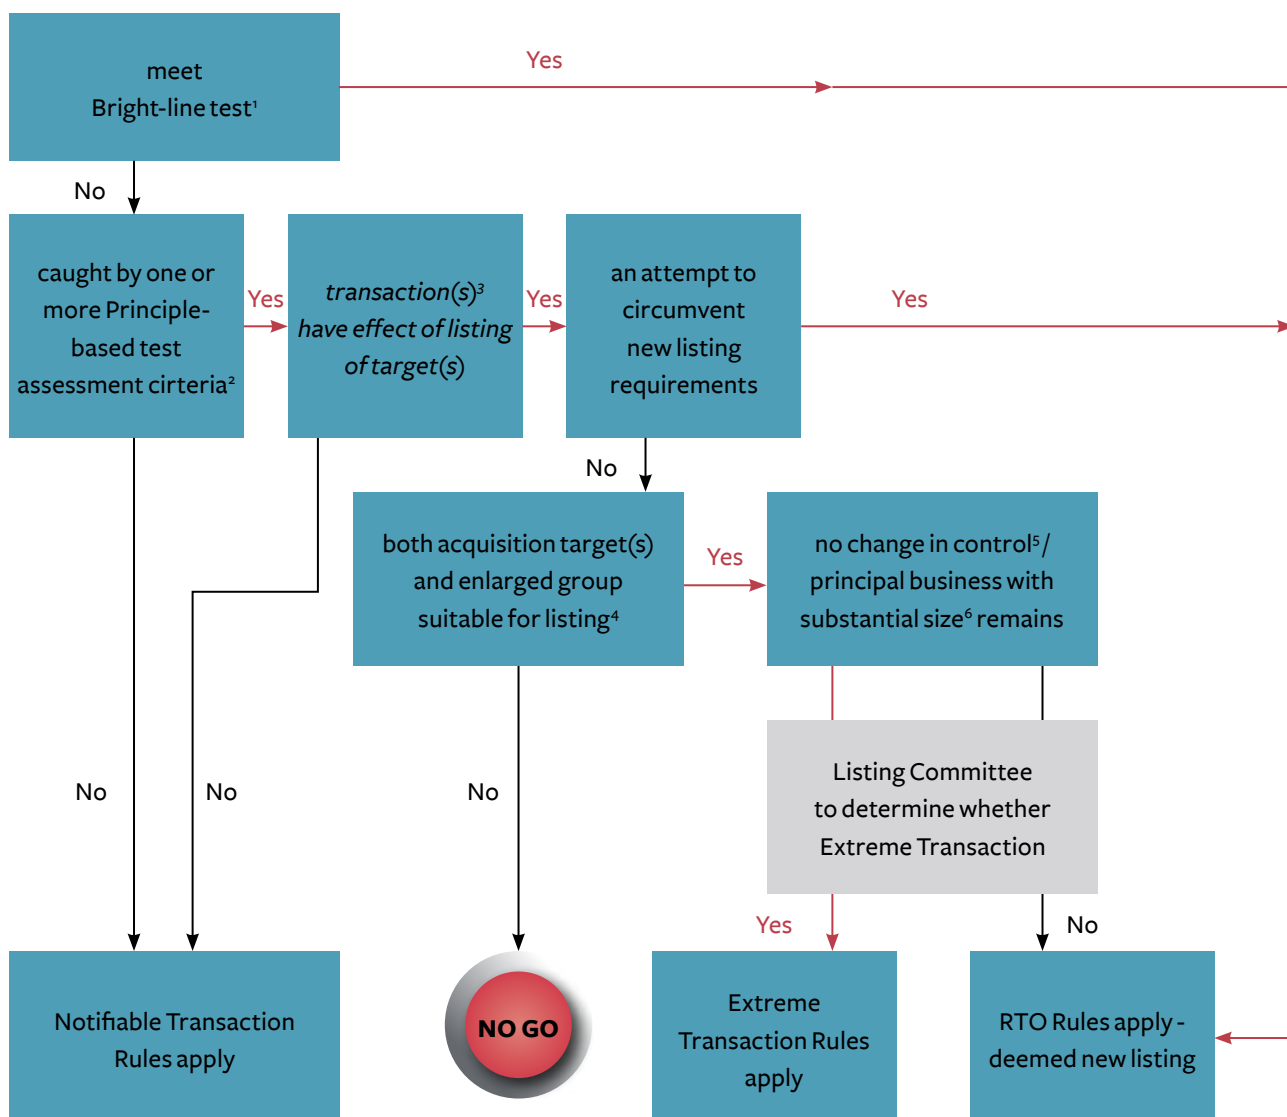 meet
Bright-line test¹
Yes
No
caught by one or
more Principle-
based test
assessment cirteria²
Yes
transaction(s)³
have effect of listing
of target(s)
Yes
an attempt to
circumvent
new listing
requirements
Yes
No
both acquisition target(s)
and enlarged group
suitable for listing⁴
Yes
no change in control⁵/
principal business with
substantial size⁶ remains
No
No
No
Listing Committee
to determine whether
Extreme Transaction
Yes
No
Notifiable Transaction
Rules apply
NO GO
Extreme
Transaction Rules
apply
RTO Rules apply -
deemed new listing